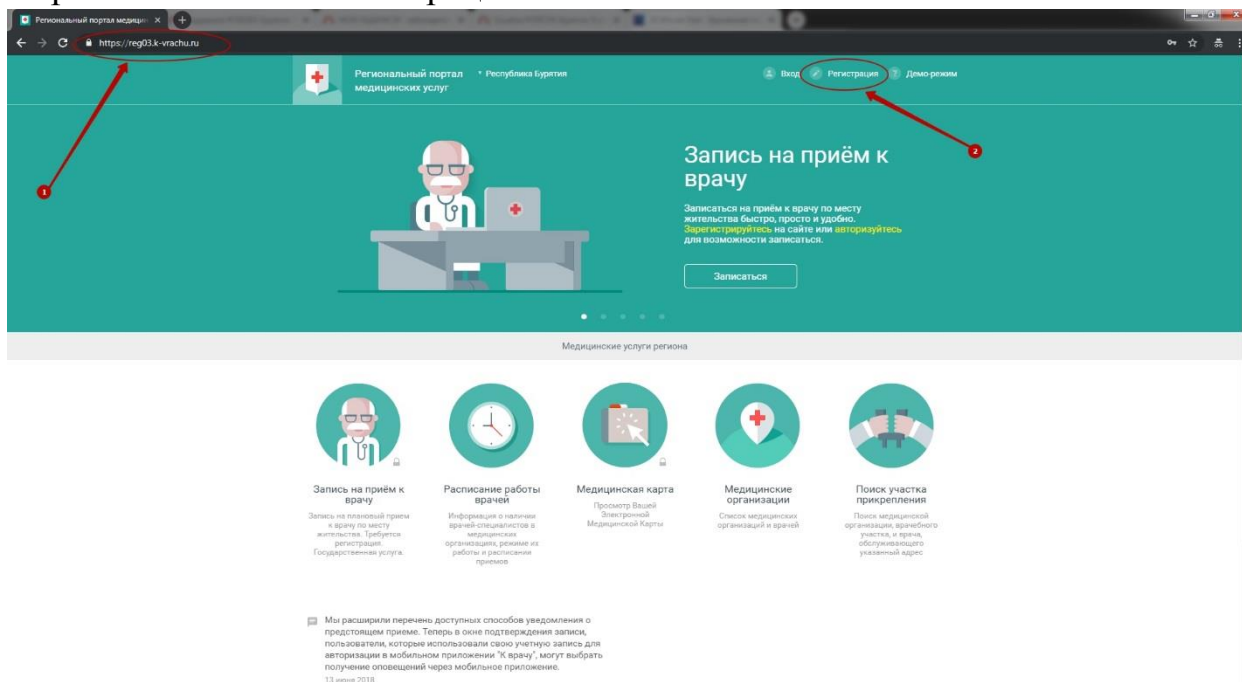 Региональный портал медицин
https://reg03.k-vrachu.ru
Региональный портал
медицинских услуг
Республика Бурятия
Вход
Регистрация
? Демо-режим
1
2
Запись на приём к
врачу
Записаться на приём к врачу по месту
жительства быстро, просто и удобно.
Зарегистрируйтесь на сайте или авторизуйтесь
для возможности записаться.
Записаться
Медицинские услуги региона
Запись на приём к
врачу
Запись на плановый прием
к врачу по месту
жительства. Требуется
регистрация.
Государственная услуга.
Расписание работы
врачей
Информация о наличии
врачей-специалистов в
медицинских
организациях, режиме их
работы и расписании
приемов
Медицинская карта
Просмотр Вашей
Электронной
Медицинской Карты
Медицинские
организации
Список медицинских
организаций и врачей
Поиск участка
прикрепления
Поиск медицинской
организации, врачебного
участка, и врача,
обслуживающего
указанный адрес
Мы расширили перечень доступных способов уведомления о
предстоящем приеме. Теперь в окне подтверждения записи,
пользователи, которые использовали свою учетную запись для
авторизации в мобильном приложении "К врачу", могут выбрать
получение оповещений через мобильное приложение.
13 июня 2018